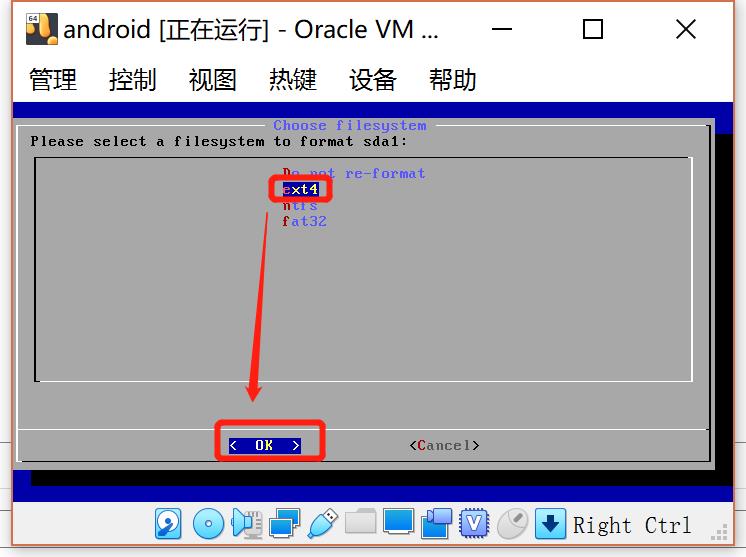 64
android [正在运行] - Oracle VM ...
管理 控制 视图 热键 设备 帮助
Choose filesystem
Please select a filesystem to format sda1:
Do not re-format
ext4
ntfs
fat32
< OK > <Cancel>
V
Right Ctrl